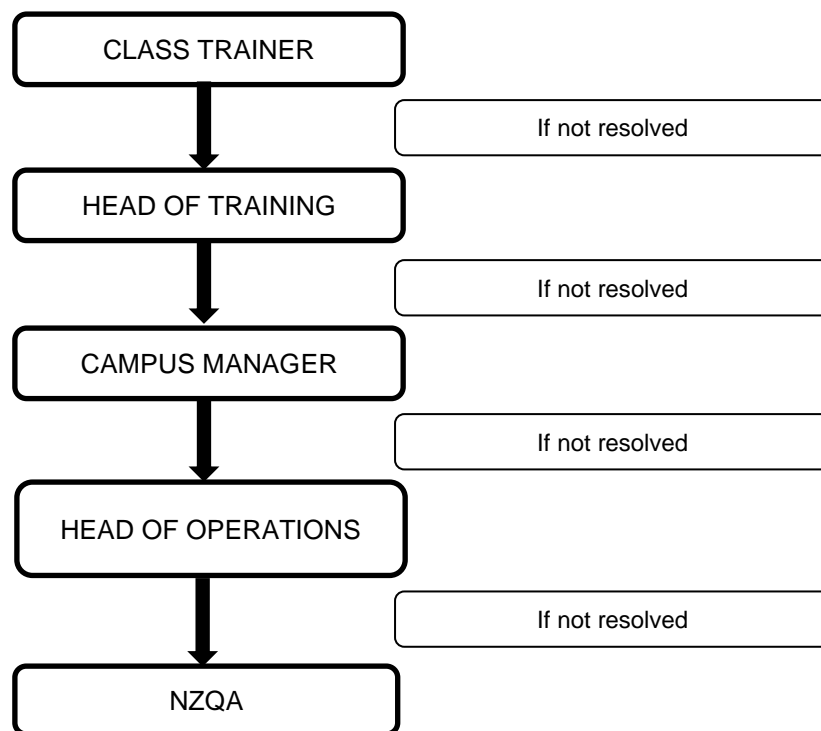 CLASS TRAINER
If not resolved
HEAD OF TRAINING
If not resolved
CAMPUS MANAGER
If not resolved
HEAD OF OPERATIONS
If not resolved
NZQA